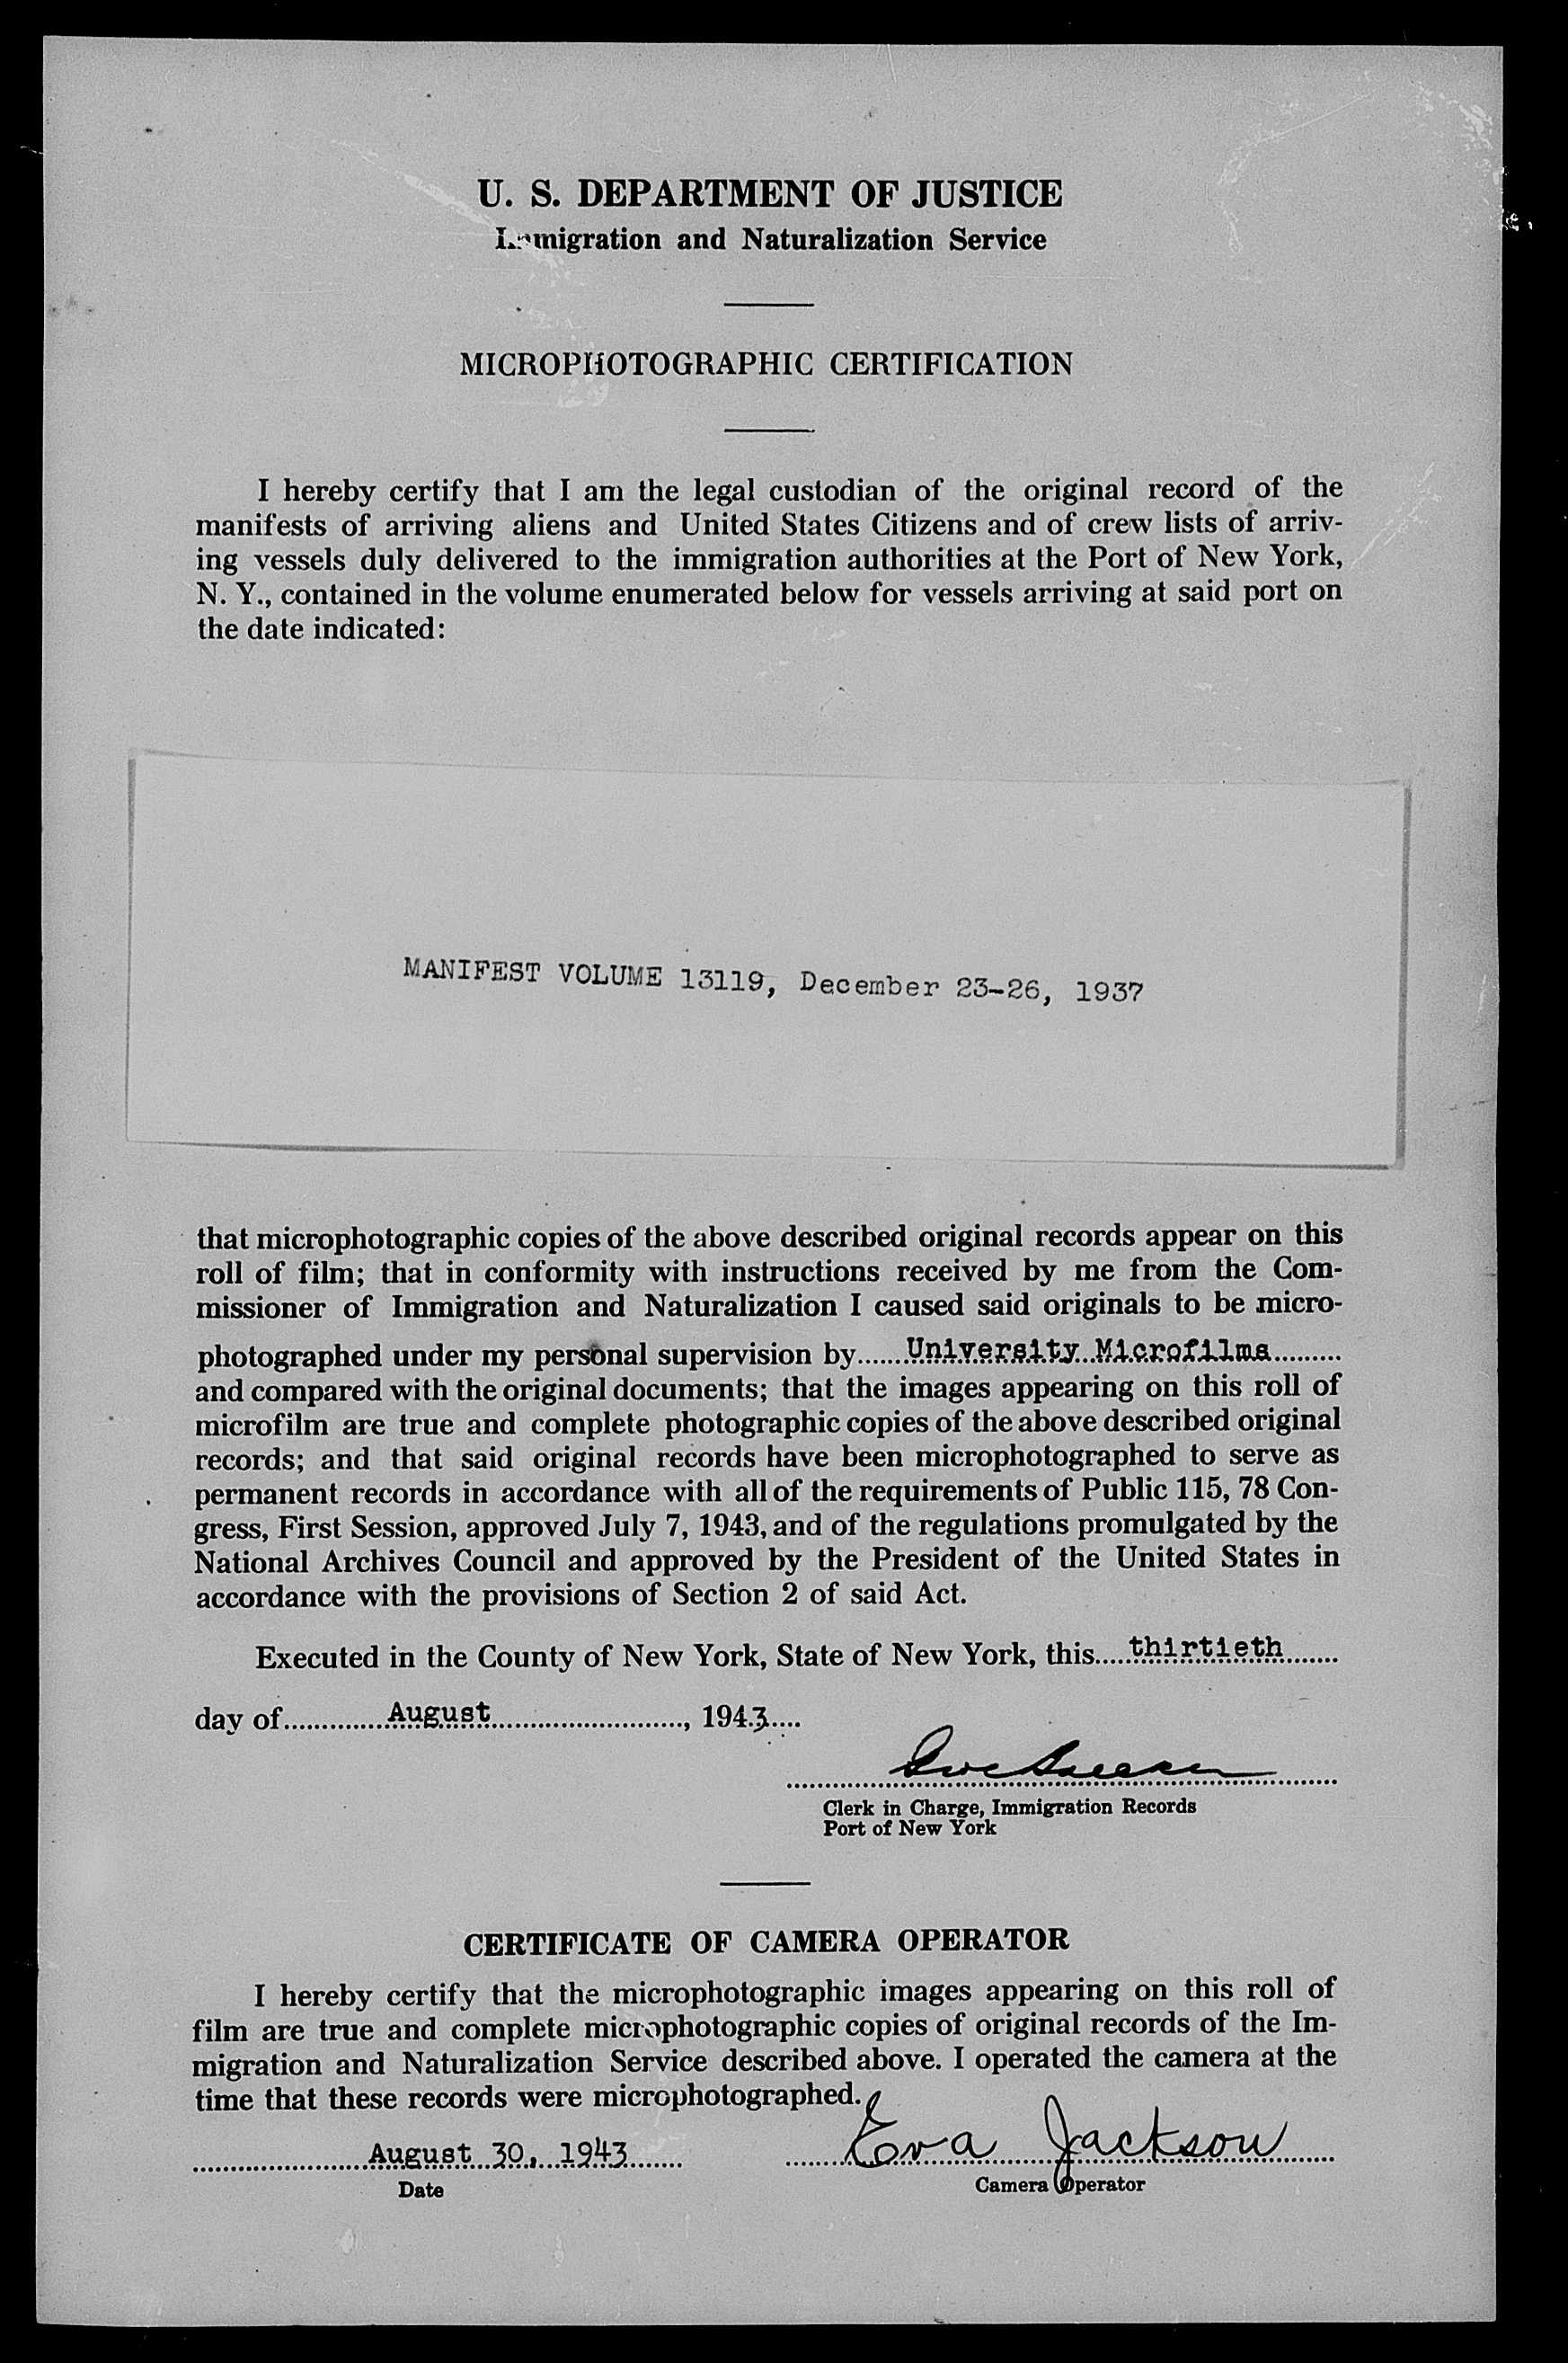 U. S. DEPARTMENT OF JUSTICE
Immigration and Naturalization Service
MICROPHOTOGRAPHIC CERTIFICATION
I hereby certify that I am the legal custodian of the original record of the
manifests of arriving aliens and United States Citizens and of crew lists of arriv-
ing vessels duly delivered to the immigration authorities at the Port of New York,
N. Y., contained in the volume enumerated below for vessels arriving at said port on
the date indicated:
MANIFEST VOLUME 13119, December 23-26, 1937
that microphotographic copies of the above described original records appear on this
roll of film; that in conformity with instructions received by me from the Com-
missioner of Immigration and Naturalization I caused said originals to be micro-
photographed under my personal supervision by University Microfilms
and compared with the original documents; that the images appearing on this roll of
microfilm are true and complete photographic copies of the above described original
records; and that said original records have been microphotographed to serve as
permanent records in accordance with all of the requirements of Public 115, 78 Con-
gress, First Session, approved July 7, 1943, and of the regulations promulgated by the
National Archives Council and approved by the President of the United States in
accordance with the provisions of Section 2 of said Act.
Executed in the County of New York, State of New York, this thirtieth
day of August, 1943
Clerk in Charge, Immigration Records
Port of New York
CERTIFICATE OF CAMERA OPERATOR
I hereby certify that the microphotographic images appearing on this roll of
film are true and complete microphotographic copies of original records of the Im-
migration and Naturalization Service described above. I operated the camera at the
time that these records were microphotographed.
August 30, 1943 Eva Jackson
Date Camera Operator